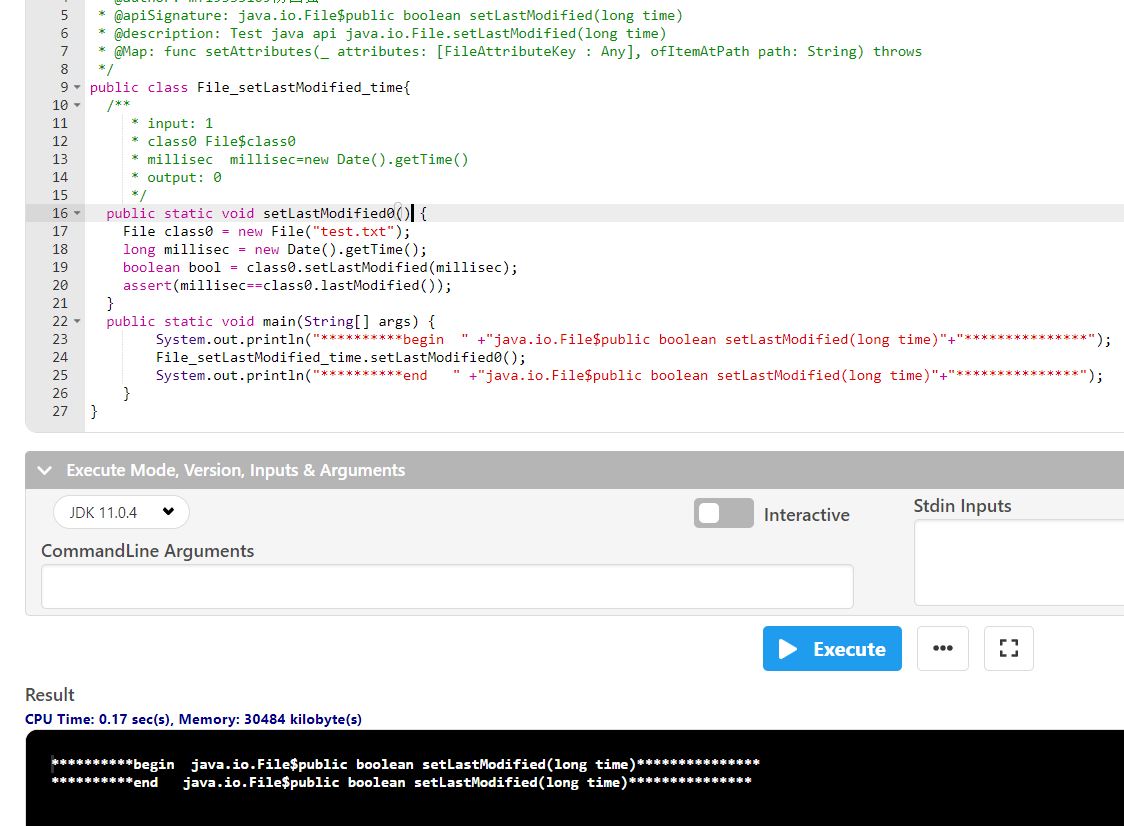 5 * @apiSignature: java.io.File$public boolean setLastModified(long time)
6 * @description: Test java api java.io.File.setLastModified(long time)
7 * @Map: func setAttributes(_ attributes: [FileAttributeKey : Any], ofItemAtPath path: String) throws
8 */
9 public class File_setLastModified_time{
10 /**
11 * input: 1
12 * class0 File$class0
13 * millisec  millisec=new Date().getTime()
14 * output: 0
15 */
16 public static void setLastModified0() {
17 File class0 = new File("test.txt");
18 long millisec = new Date().getTime();
19 boolean bool = class0.setLastModified(millisec);
20 assert(millisec==class0.lastModified());
21 }
22 public static void main(String[] args) {
23 System.out.println("**********begin  " +"java.io.File$public boolean setLastModified(long time)"+"***************");
24 File_setLastModified_time.setLastModified0();
25 System.out.println("**********end   " +"java.io.File$public boolean setLastModified(long time)"+"***************");
26 }
27 }
Execute Mode, Version, Inputs & Arguments
JDK 11.0.4
Interactive
Stdin Inputs
CommandLine Arguments
Execute
Result
CPU Time: 0.17 sec(s), Memory: 30484 kilobyte(s)
**********begin  java.io.File$public boolean setLastModified(long time)***************
**********end   java.io.File$public boolean setLastModified(long time)***************